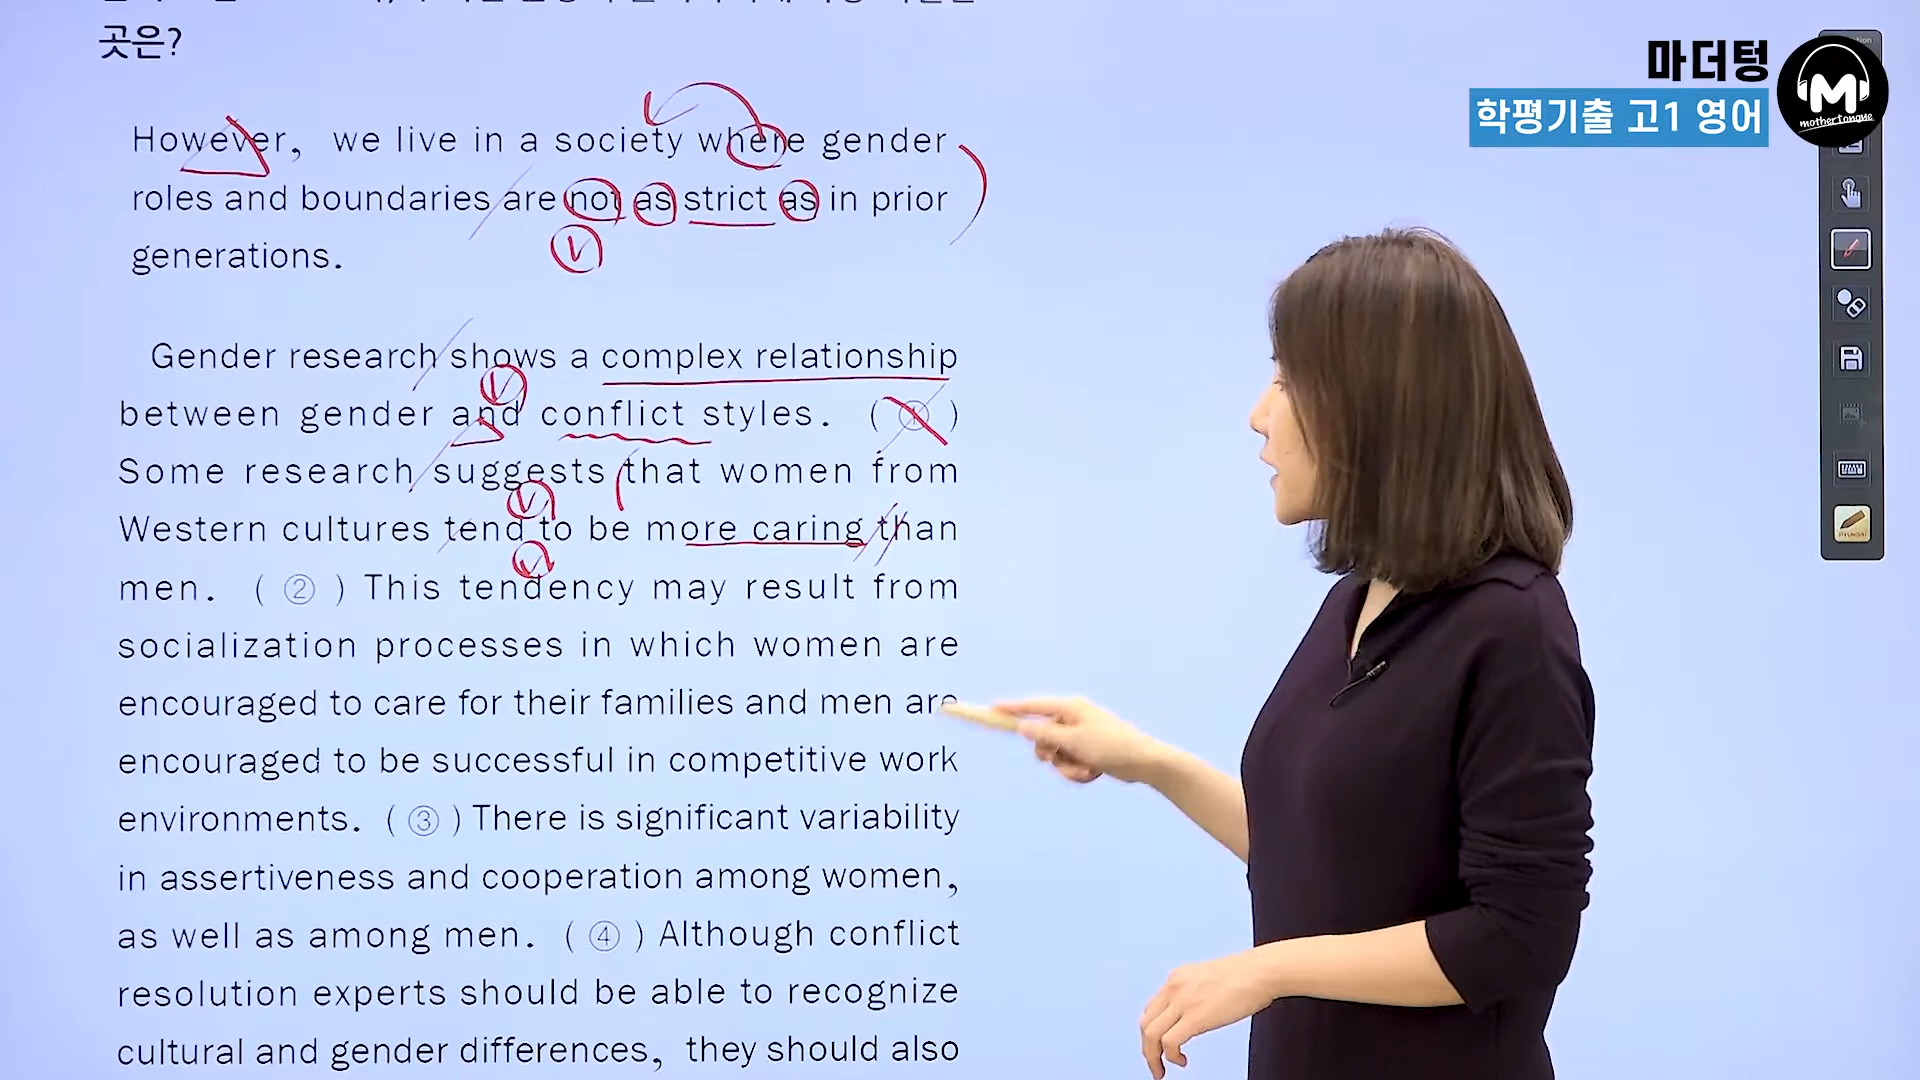 곳은?
However, we live in a society where gender
roles and boundaries are not as strict as in prior
generations.
Gender research shows a complex relationship
between gender and conflict styles. ( ① )
Some research suggests that women from
Western cultures tend to be more caring than
men. ( ② ) This tendency may result from
socialization processes in which women are
encouraged to care for their families and men are
encouraged to be successful in competitive work
environments. ( ③ ) There is significant variability
in assertiveness and cooperation among women,
as well as among men. ( ④ ) Although conflict
resolution experts should be able to recognize
cultural and gender differences, they should also
마더텅
학평기출 고1 영어
M
mothertongue